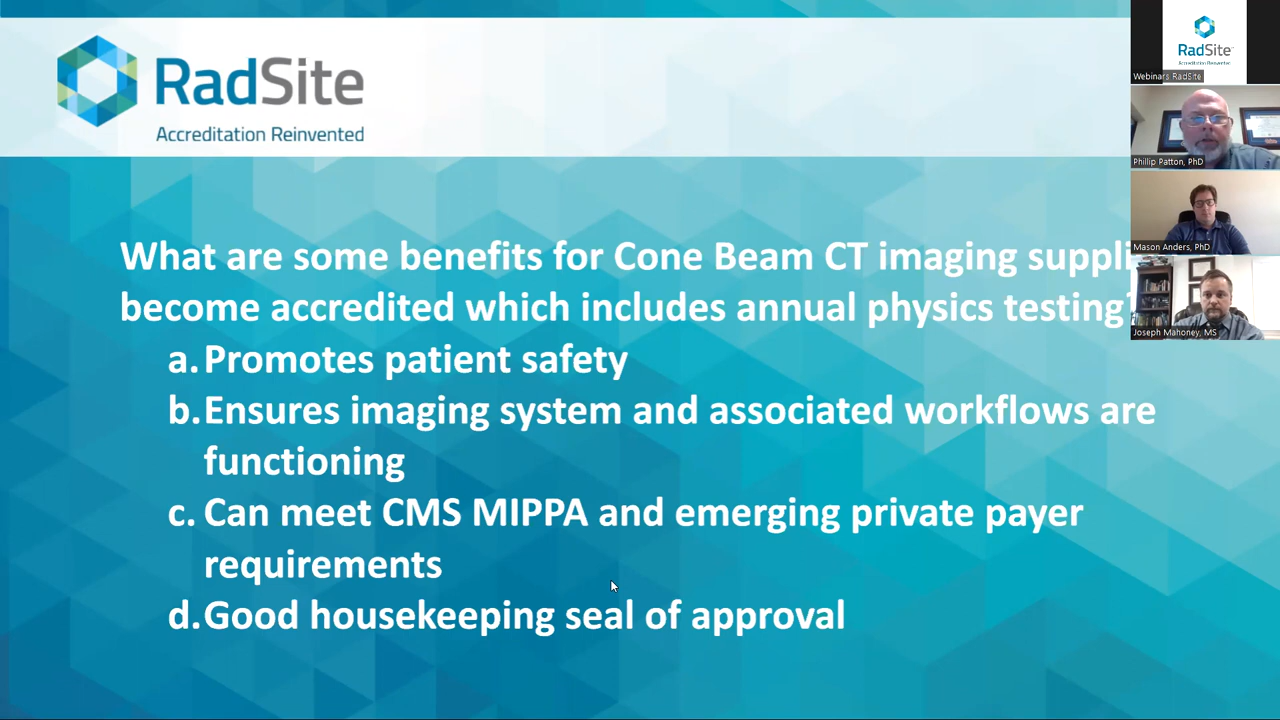 RadSite
Accreditation Reinvented
What are some benefits for Cone Beam CT imaging
become accredited which includes annual physics testing?
a. Promotes patient safety
b. Ensures imaging system and associated workflows are
functioning
c. Can meet CMS MIPPA and emerging private payer
requirements
d. Good housekeeping seal of approval
RadSite
Accreditation Reinvented
Webinars RadSite
Phillip Patton, PhD
Mason Anders, PhD
Joseph Mahoney, MS